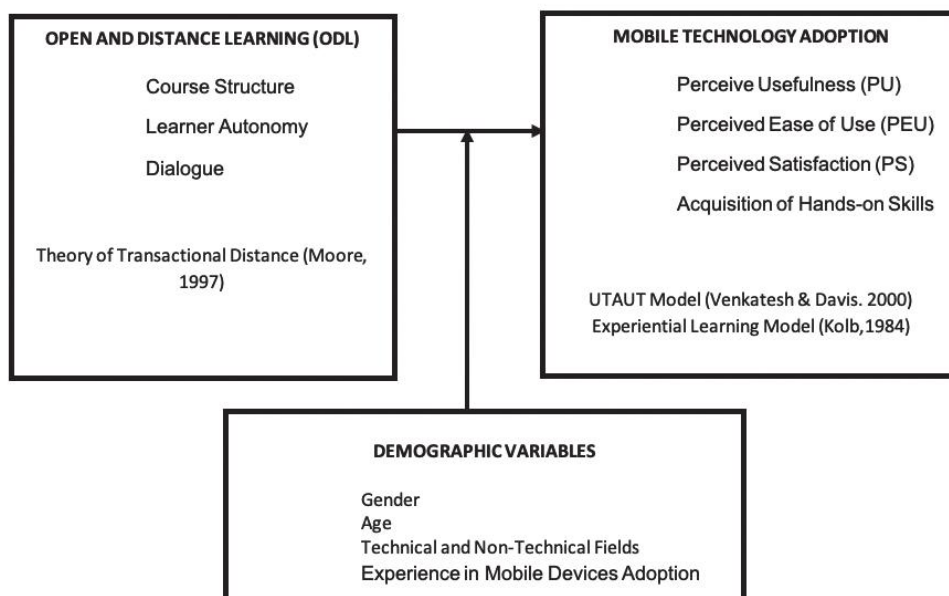 OPEN AND DISTANCE LEARNING (ODL)
Course Structure
Learner Autonomy
Dialogue
Theory of Transactional Distance (Moore,
1997)
MOBILE TECHNOLOGY ADOPTION
Perceive Usefulness (PU)
Perceived Ease of Use (PEU)
Perceived Satisfaction (PS)
Acquisition of Hands-on Skills
UTAUT Model (Venkatesh & Davis. 2000)
Experiential Learning Model (Kolb,1984)
DEMOGRAPHIC VARIABLES
Gender
Age
Technical and Non-Technical Fields
Experience in Mobile Devices Adoption